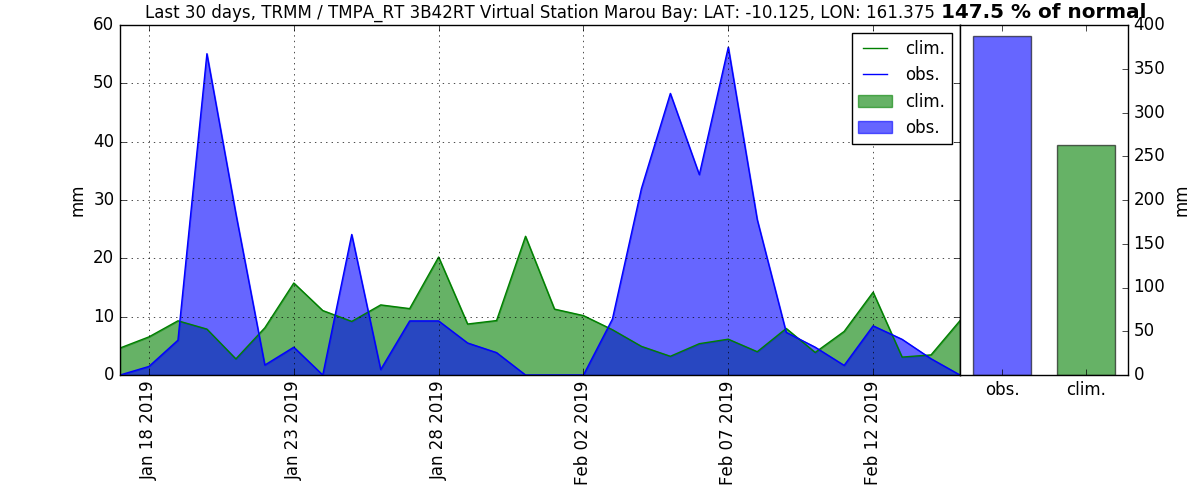 Last 30 days, TRMM / TMPA_RT 3B42RT Virtual Station Marou Bay: LAT: -10.125, LON: 161.375 147.5 % of normal
60
50
40
30
20
10
0
mm
clim.
obs.
clim.
obs.
Jan 18 2019
Jan 23 2019
Jan 28 2019
Feb 02 2019
Feb 07 2019
Feb 12 2019
400
350
300
250
200
150
100
50
0
mm
obs. clim.